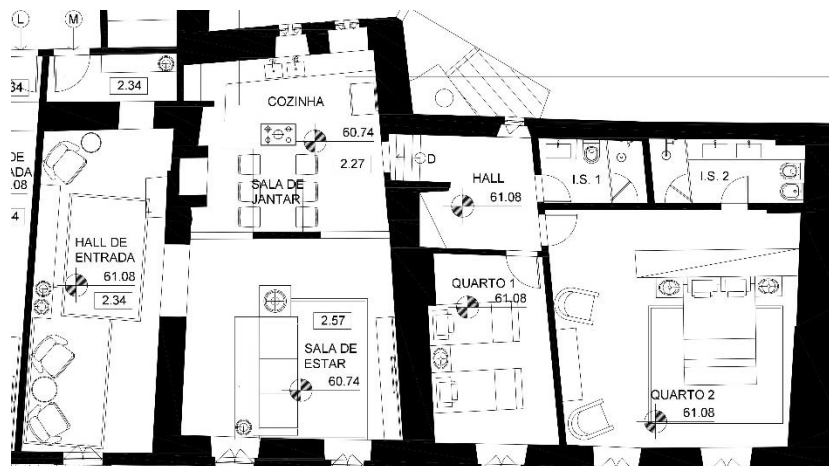 L
M
34
2.34
COZINHA
60.74
2.27
D
DE
ENTRADA
1.08
4
SALA DE
JANTAR
HALL
61.08
I.S. 1
I.S. 2
HALL DE
ENTRADA
61.08
2.34
QUARTO 1
61.08
2.57
SALA DE
ESTAR
60.74
QUARTO 2
61.08